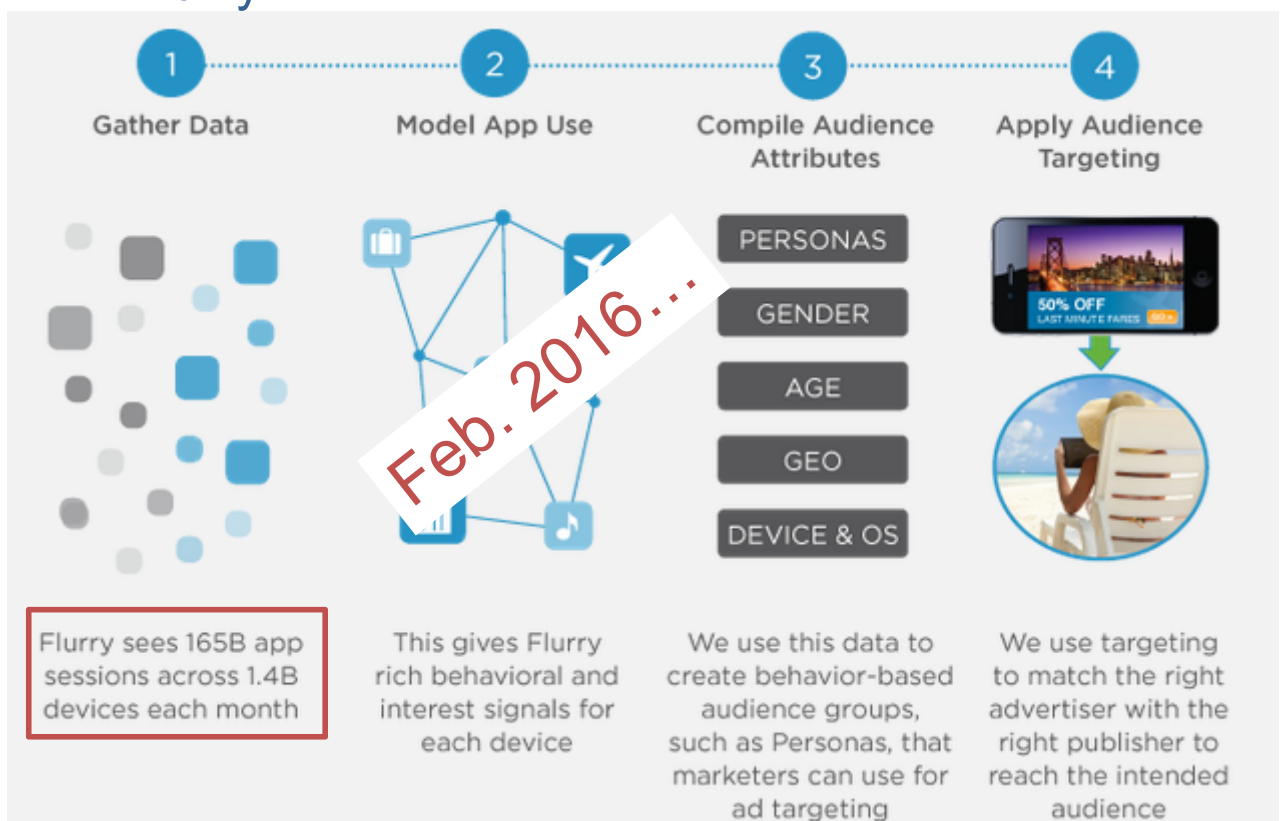 1
2
3
4
Gather Data
Model App Use
Compile Audience
Attributes
Apply Audience
Targeting
PERSONAS
GENDER
AGE
GEO
DEVICE & OS
50% OFF
LAST MINUTE FARES
GO
Feb. 2016...
Flurry sees 165B app
sessions across 1.4B
devices each month
This gives Flurry
rich behavioral and
interest signals for
each device
We use this data to
create behavior-based
audience groups,
such as Personas, that
marketers can use for
ad targeting
We use targeting
to match the right
advertiser with the
right publisher to
reach the intended
audience